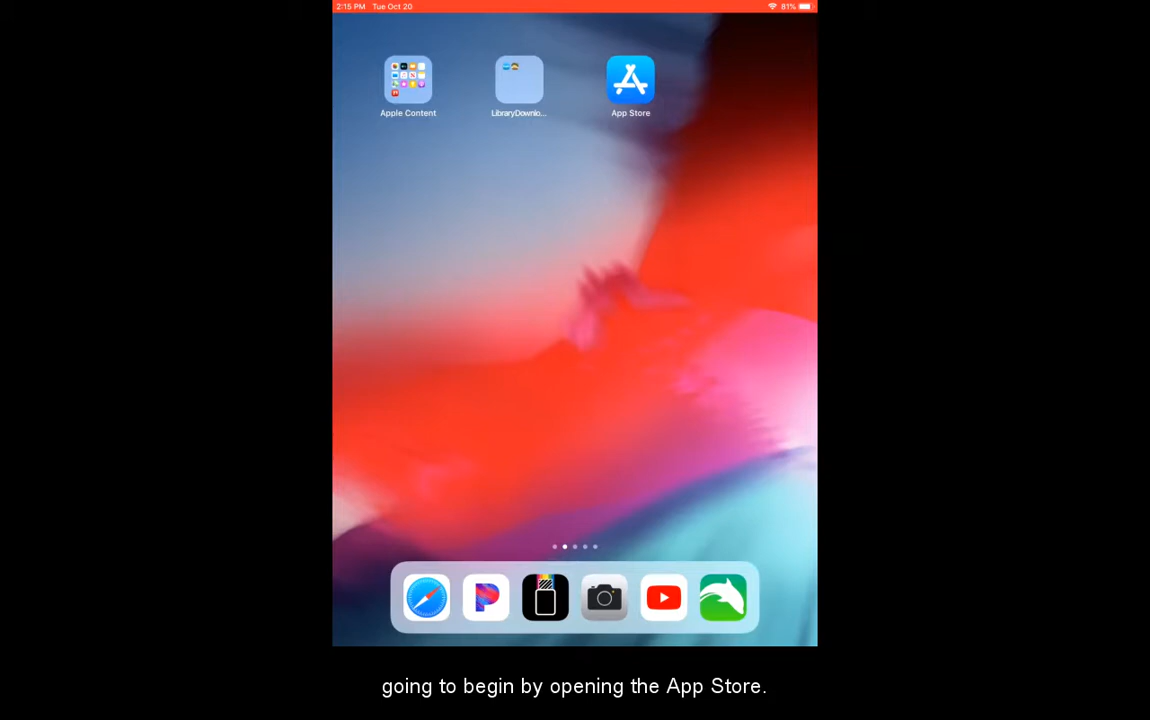 2:15 PM Tue Oct 20 81%
Apple Content LibraryDownlo... App Store
going to begin by opening the App Store.